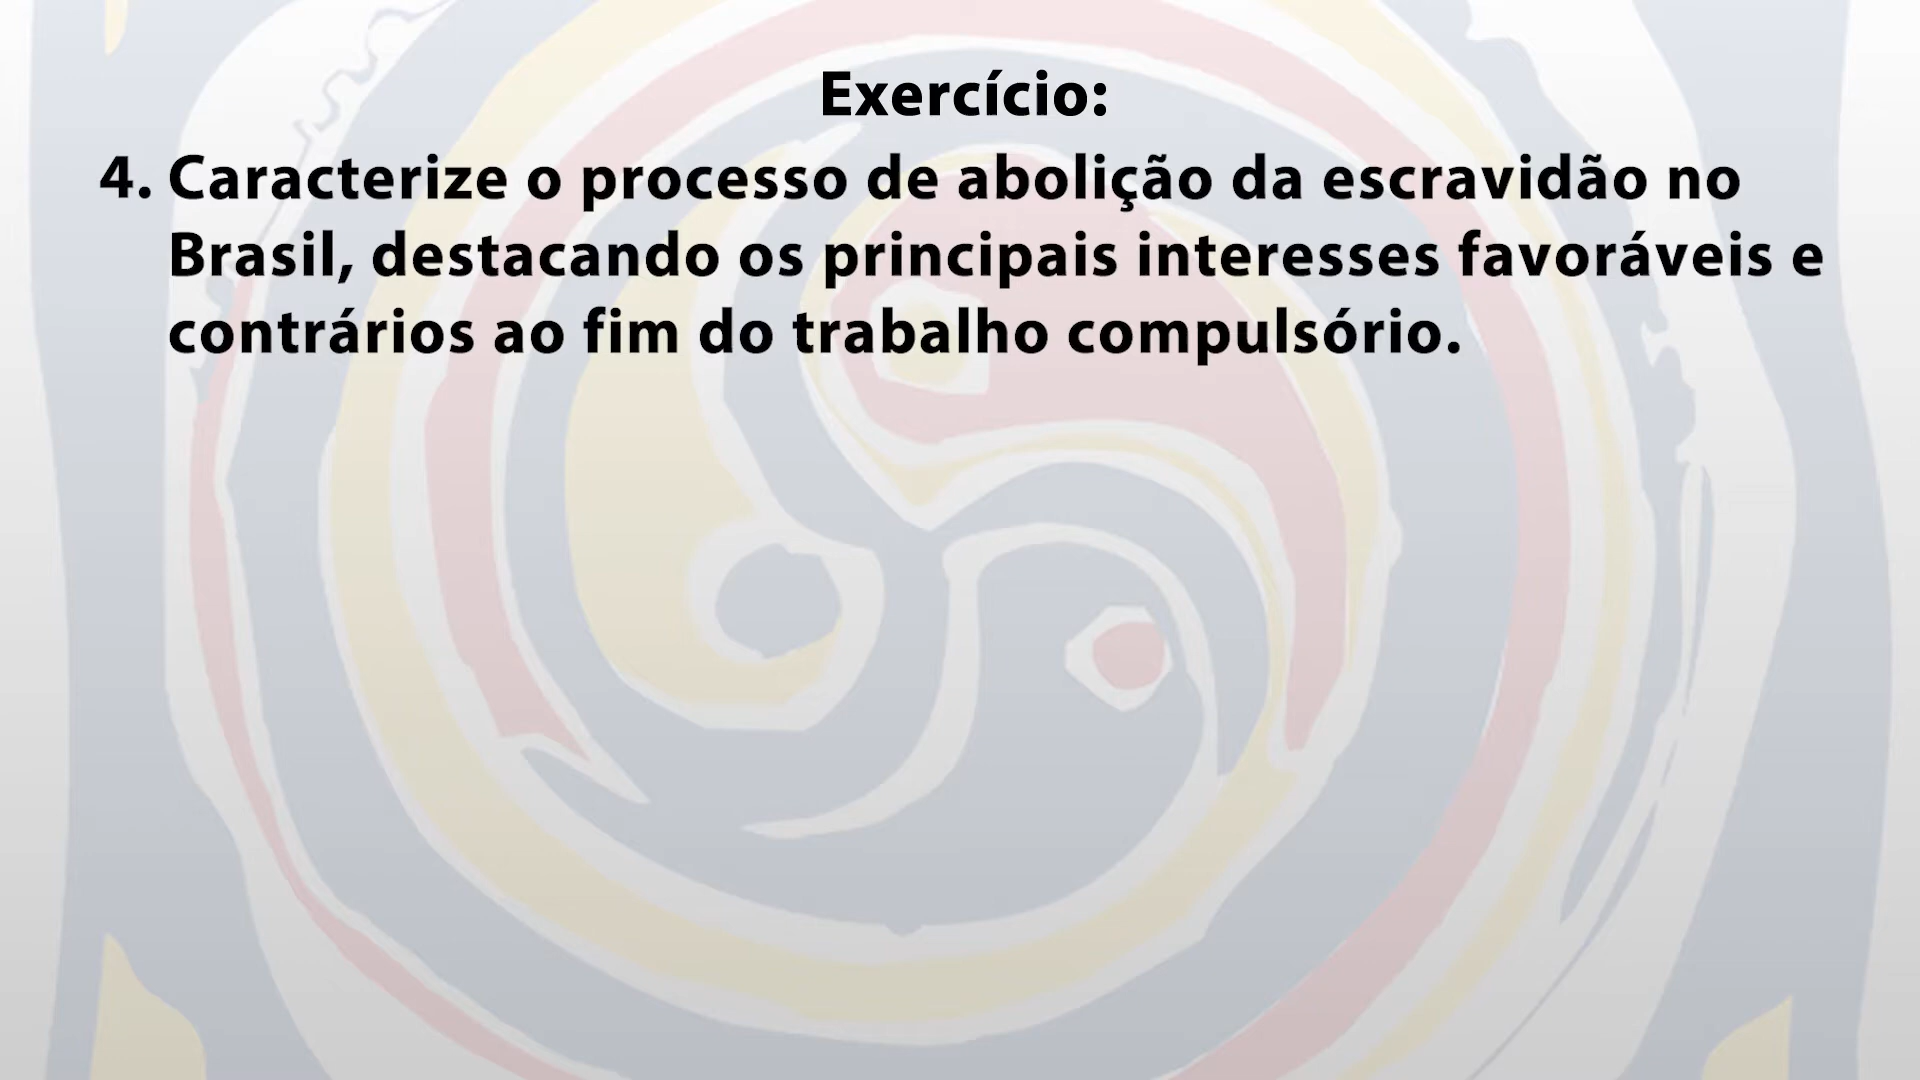 Exercício:
4. Caracterize o processo de abolição da escravidão no
Brasil, destacando os principais interesses favoráveis e
contrários ao fim do trabalho compulsório.